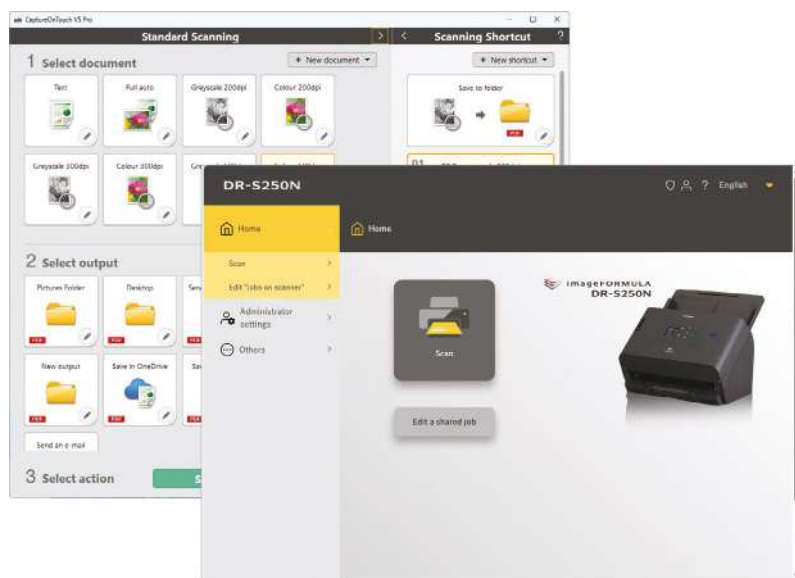 CaptureOnTouch V5 Pro
Standard Scanning
Scanning Shortcut
?
1 Select document
+ New document
+ New shortcut
Text
Full auto
Greyscale 200dpi
Colour 200dpi
Save to folder
PDF
Greyscale 300dpi
Colour 300dpi
01
2 Select output
Pictures Folder
Desktop
PDF
PDF
New output
Save in OneDrive
PDF
PDF
Send an e-mail
3 Select action
DR-S250N
? English
Home
Home
Scan
Edit "Jobs on scanner"
Administrator
settings
Others
imageFORMULA
DR-S250N
Scan
Edit a shared job